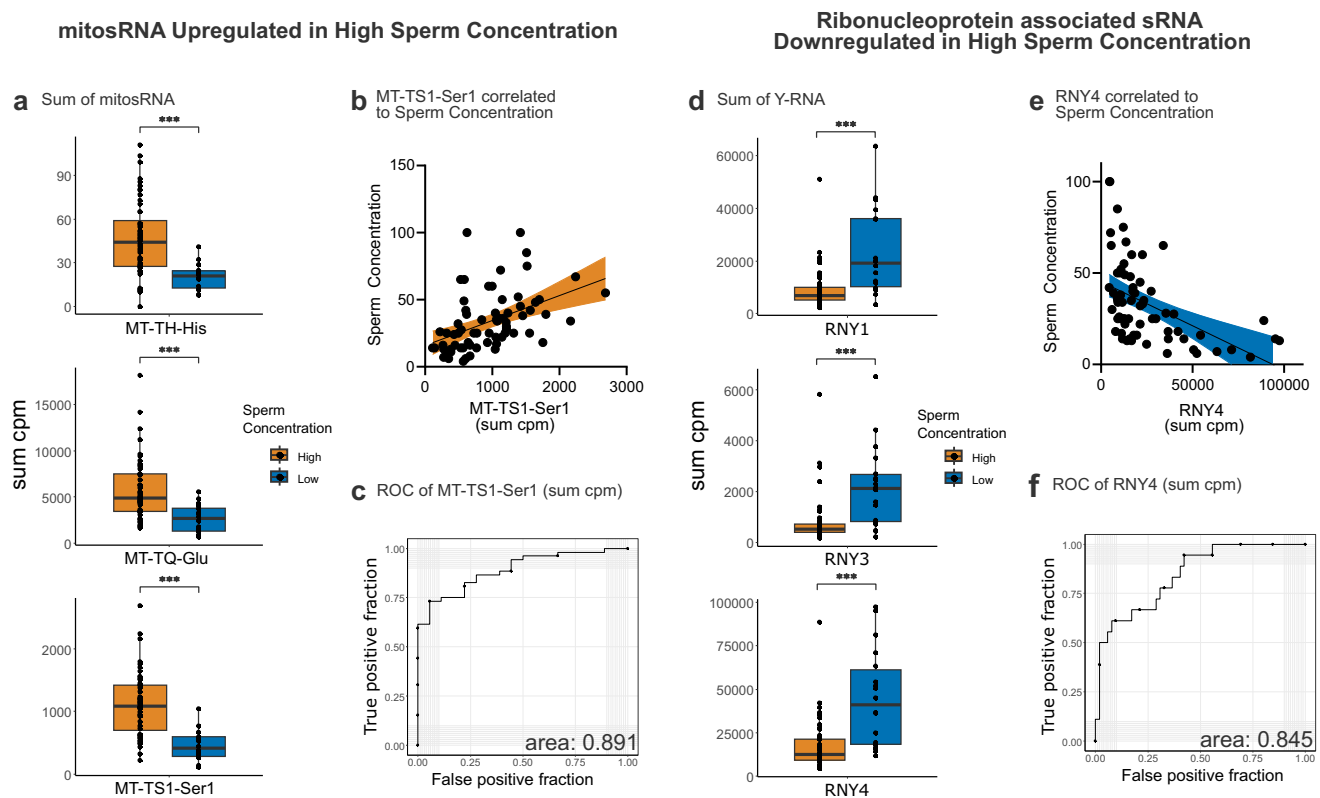 mitosRNA Upregulated in High Sperm Concentration
Ribonucleoprotein associated sRNA
Downregulated in High Sperm Concentration
a Sum of mitosRNA
***
90
60
30
0
MT-TH-His
***
15000
10000
5000
0
MT-TQ-Glu
***
2000
1000
0
MT-TS1-Ser1
sum cpm
Sperm
Concentration
High
Low
b MT-TS1-Ser1 correlated
to Sperm Concentration
150
100
50
0
Sperm Concentration
0 1000 2000 3000
MT-TS1-Ser1
(sum cpm)
c ROC of MT-TS1-Ser1 (sum cpm)
1.00
0.75
0.50
0.25
0.00
True positive fraction
area: 0.891
0.00 0.25 0.50 0.75 1.00
False positive fraction
d Sum of Y-RNA
***
60000
40000
20000
0
RNY1
***
6000
4000
2000
0
RNY3
***
100000
75000
50000
25000
0
RNY4
sum cpm
Sperm
Concentration
High
Low
e RNY4 correlated to
Sperm Concentration
100
50
0
Sperm Concentration
0 50000 100000
RNY4
(sum cpm)
f ROC of RNY4 (sum cpm)
1.00
0.75
0.50
0.25
0.00
True positive fraction
area: 0.845
0.00 0.25 0.50 0.75 1.00
False positive fraction